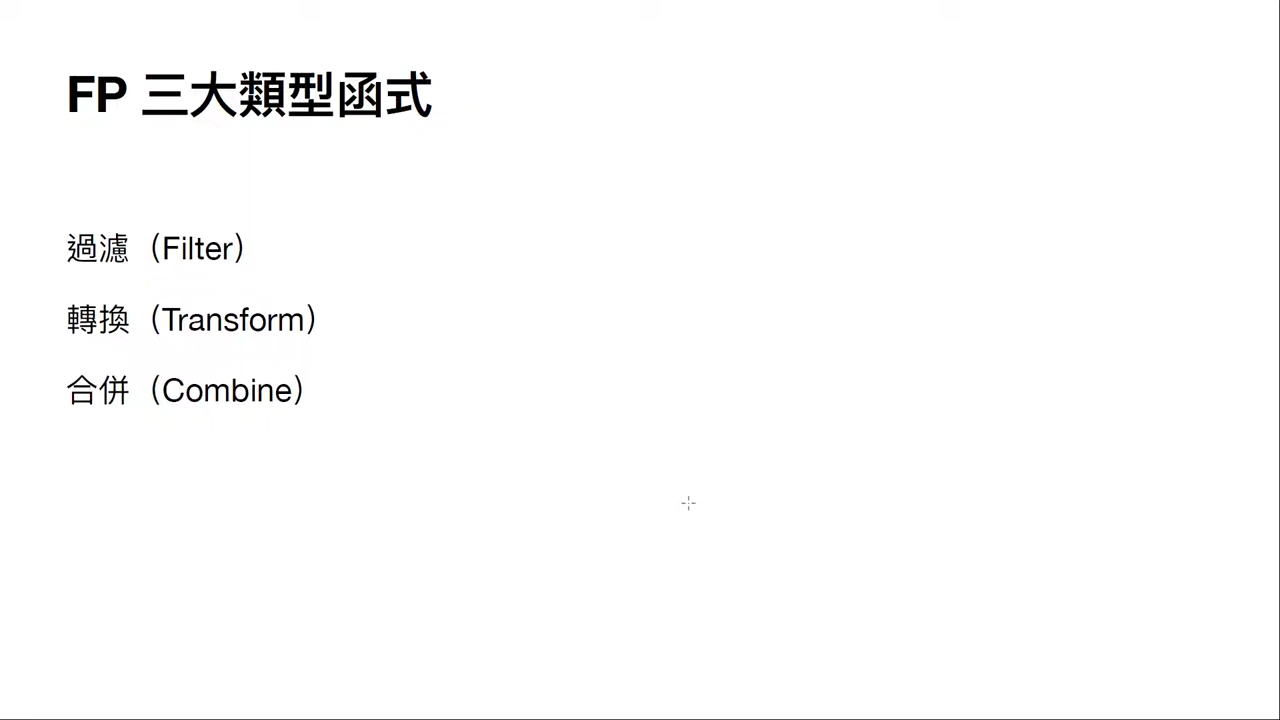 FP 三大類型函式
過濾（Filter）
轉換（Transform）
合併（Combine）